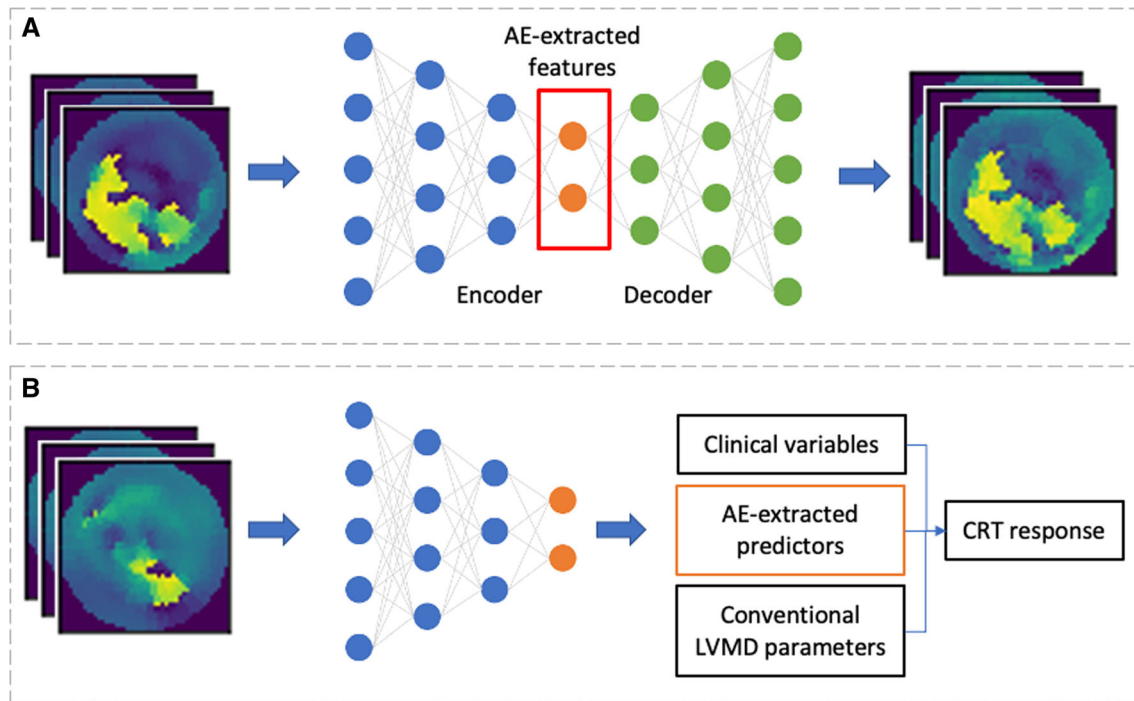 A
AE-extracted
features
Encoder
Decoder
B
Clinical variables
AE-extracted
predictors
Conventional
LVMD parameters
CRT response